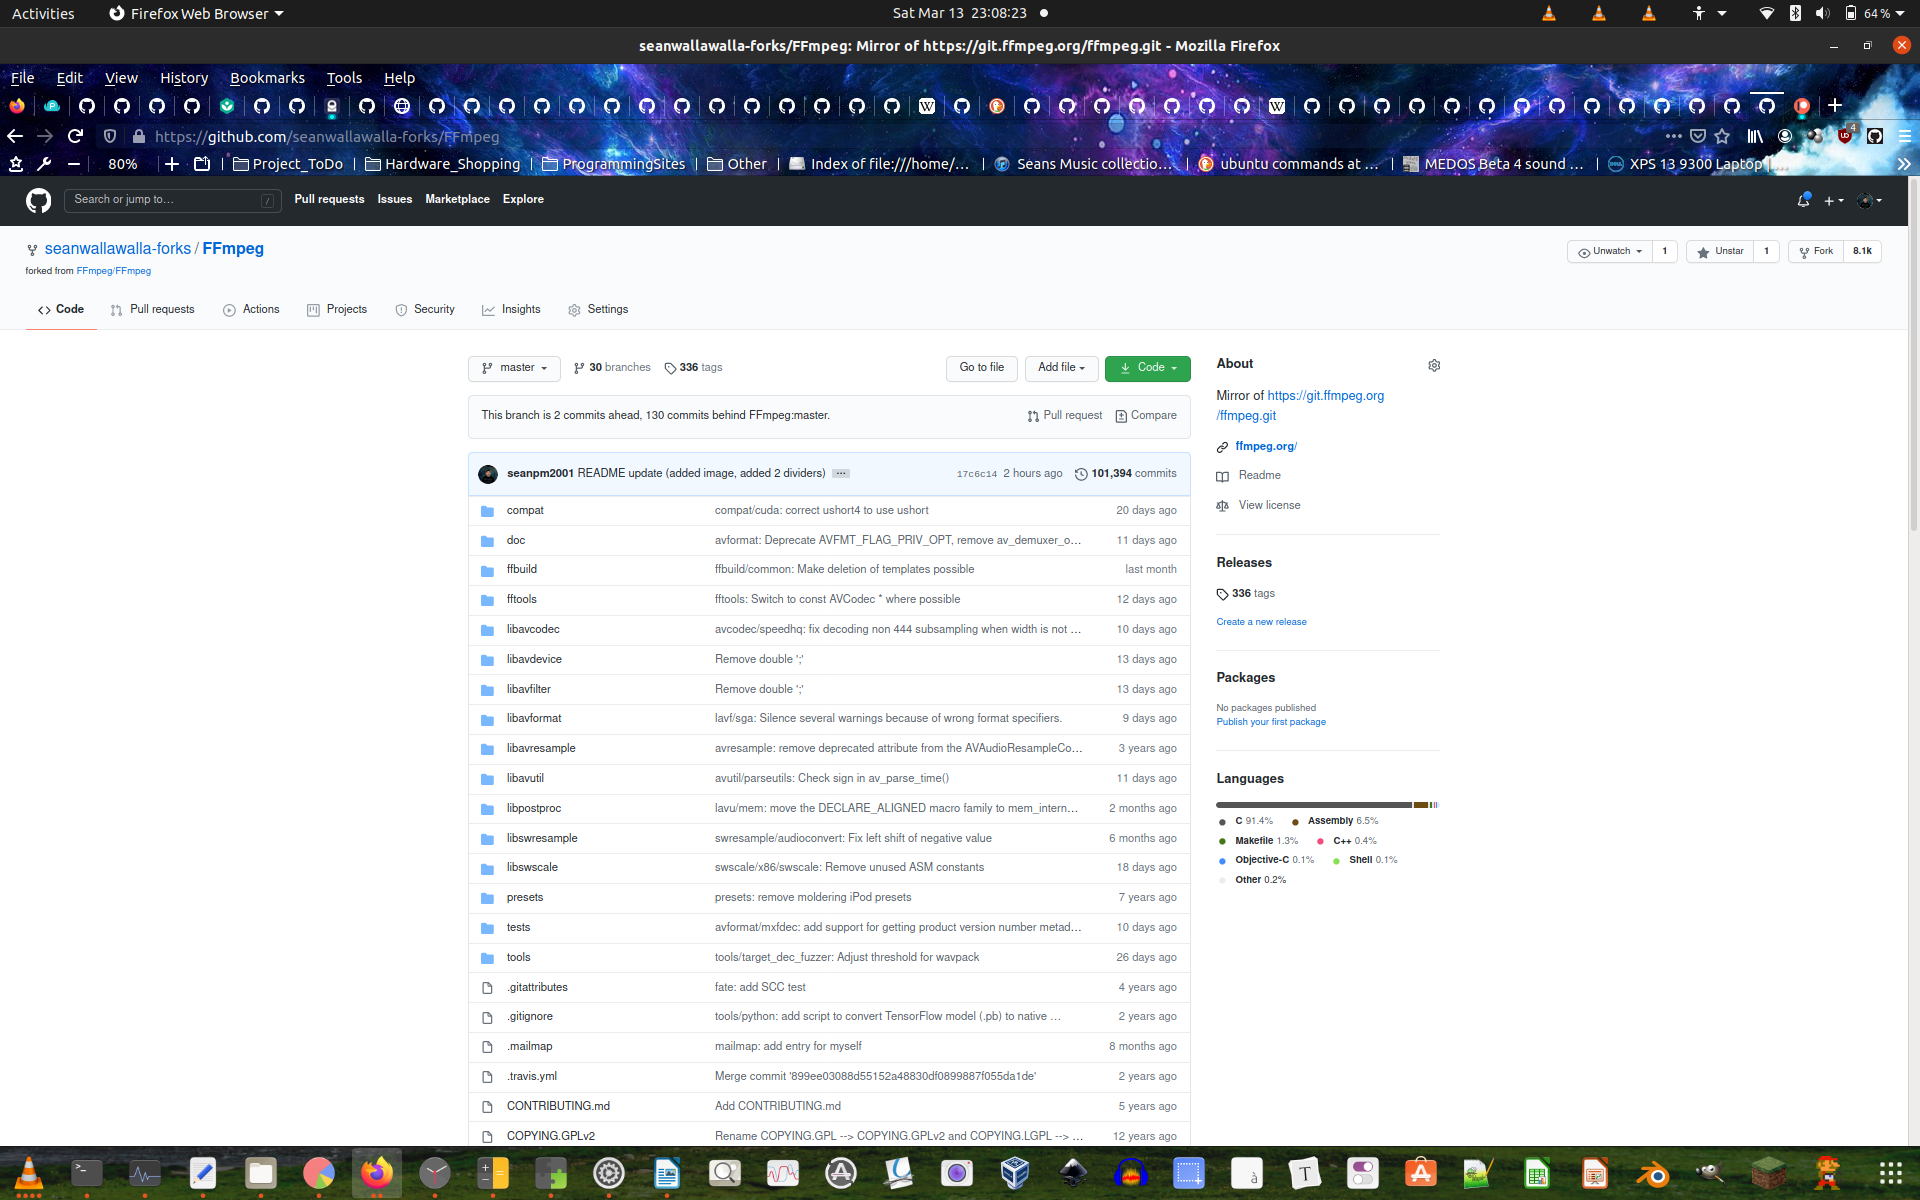 Activities
Firefox Web Browser
Sat Mar 13 23:08:23
64 %
seanwallawalla-forks/FFmpeg: Mirror of https://git.ffmpeg.org/ffmpeg.git - Mozilla Firefox
File Edit View History Bookmarks Tools Help
https://github.com/seanwallawalla-forks/FFmpeg
4
80%
Project_ToDo
Hardware_Shopping
ProgrammingSites
Other
Index of file:///home/...
Seans Music collectio...
ubuntu commands at ...
MEDOS Beta 4 sound ...
XPS 13 9300 Laptop
Search or jump to...
/
Pull requests Issues Marketplace Explore
seanwallawalla-forks / FFmpeg
Unwatch 1
Unstar 1
Fork 8.1k
forked from FFmpeg/FFmpeg
Code Pull requests Actions Projects Security Insights Settings
master
30 branches
336 tags
Go to file
Add file
Code
This branch is 2 commits ahead, 130 commits behind FFmpeg:master.
Pull request
Compare
seanpm2001 README update (added image, added 2 dividers) ...
17c6c14 2 hours ago
101,394 commits
compat compat/cuda: correct ushort4 to use ushort 20 days ago
doc avformat: Deprecate AVFMT_FLAG_PRIV_OPT, remove av_demuxer_o... 11 days ago
ffbuild ffbuild/common: Make deletion of templates possible last month
fftools fftools: Switch to const AVCodec * where possible 12 days ago
libavcodec avcodec/speedhq: fix decoding non 444 subsampling when width is not ... 10 days ago
libavdevice Remove double ';' 13 days ago
libavfilter Remove double ';' 13 days ago
libavformat lavf/sga: Silence several warnings because of wrong format specifiers. 9 days ago
libavresample avresample: remove deprecated attribute from the AVAudioResampleCo... 3 years ago
libavutil avutil/parseutils: Check sign in av_parse_time() 11 days ago
libpostproc lavu/mem: move the DECLARE_ALIGNED macro family to mem_intern... 2 months ago
libswresample swresample/audioconvert: Fix left shift of negative value 6 months ago
libswscale swscale/x86/swscale: Remove unused ASM constants 18 days ago
presets presets: remove moldering iPod presets 7 years ago
tests avformat/mxfdec: add support for getting product version number metad... 10 days ago
tools tools/target_dec_fuzzer: Adjust threshold for wavpack 26 days ago
.gitattributes fate: add SCC test 4 years ago
.gitignore tools/python: add script to convert TensorFlow model (.pb) to native ... 2 years ago
.mailmap mailmap: add entry for myself 8 months ago
.travis.yml Merge commit '899ee03088d55152a48830df0899887f055da1de' 2 years ago
CONTRIBUTING.md Add CONTRIBUTING.md 5 years ago
COPYING.GPLv2 Rename COPYING.GPL --> COPYING.GPLv2 and COPYING.LGPL --> ... 12 years ago
About
Mirror of https://git.ffmpeg.org
/ffmpeg.git
ffmpeg.org/
Readme
View license
Releases
336 tags
Create a new release
Packages
No packages published
Publish your first package
Languages
C 91.4% Assembly 6.5%
Makefile 1.3% C++ 0.4%
Objective-C 0.1% Shell 0.1%
Other 0.2%